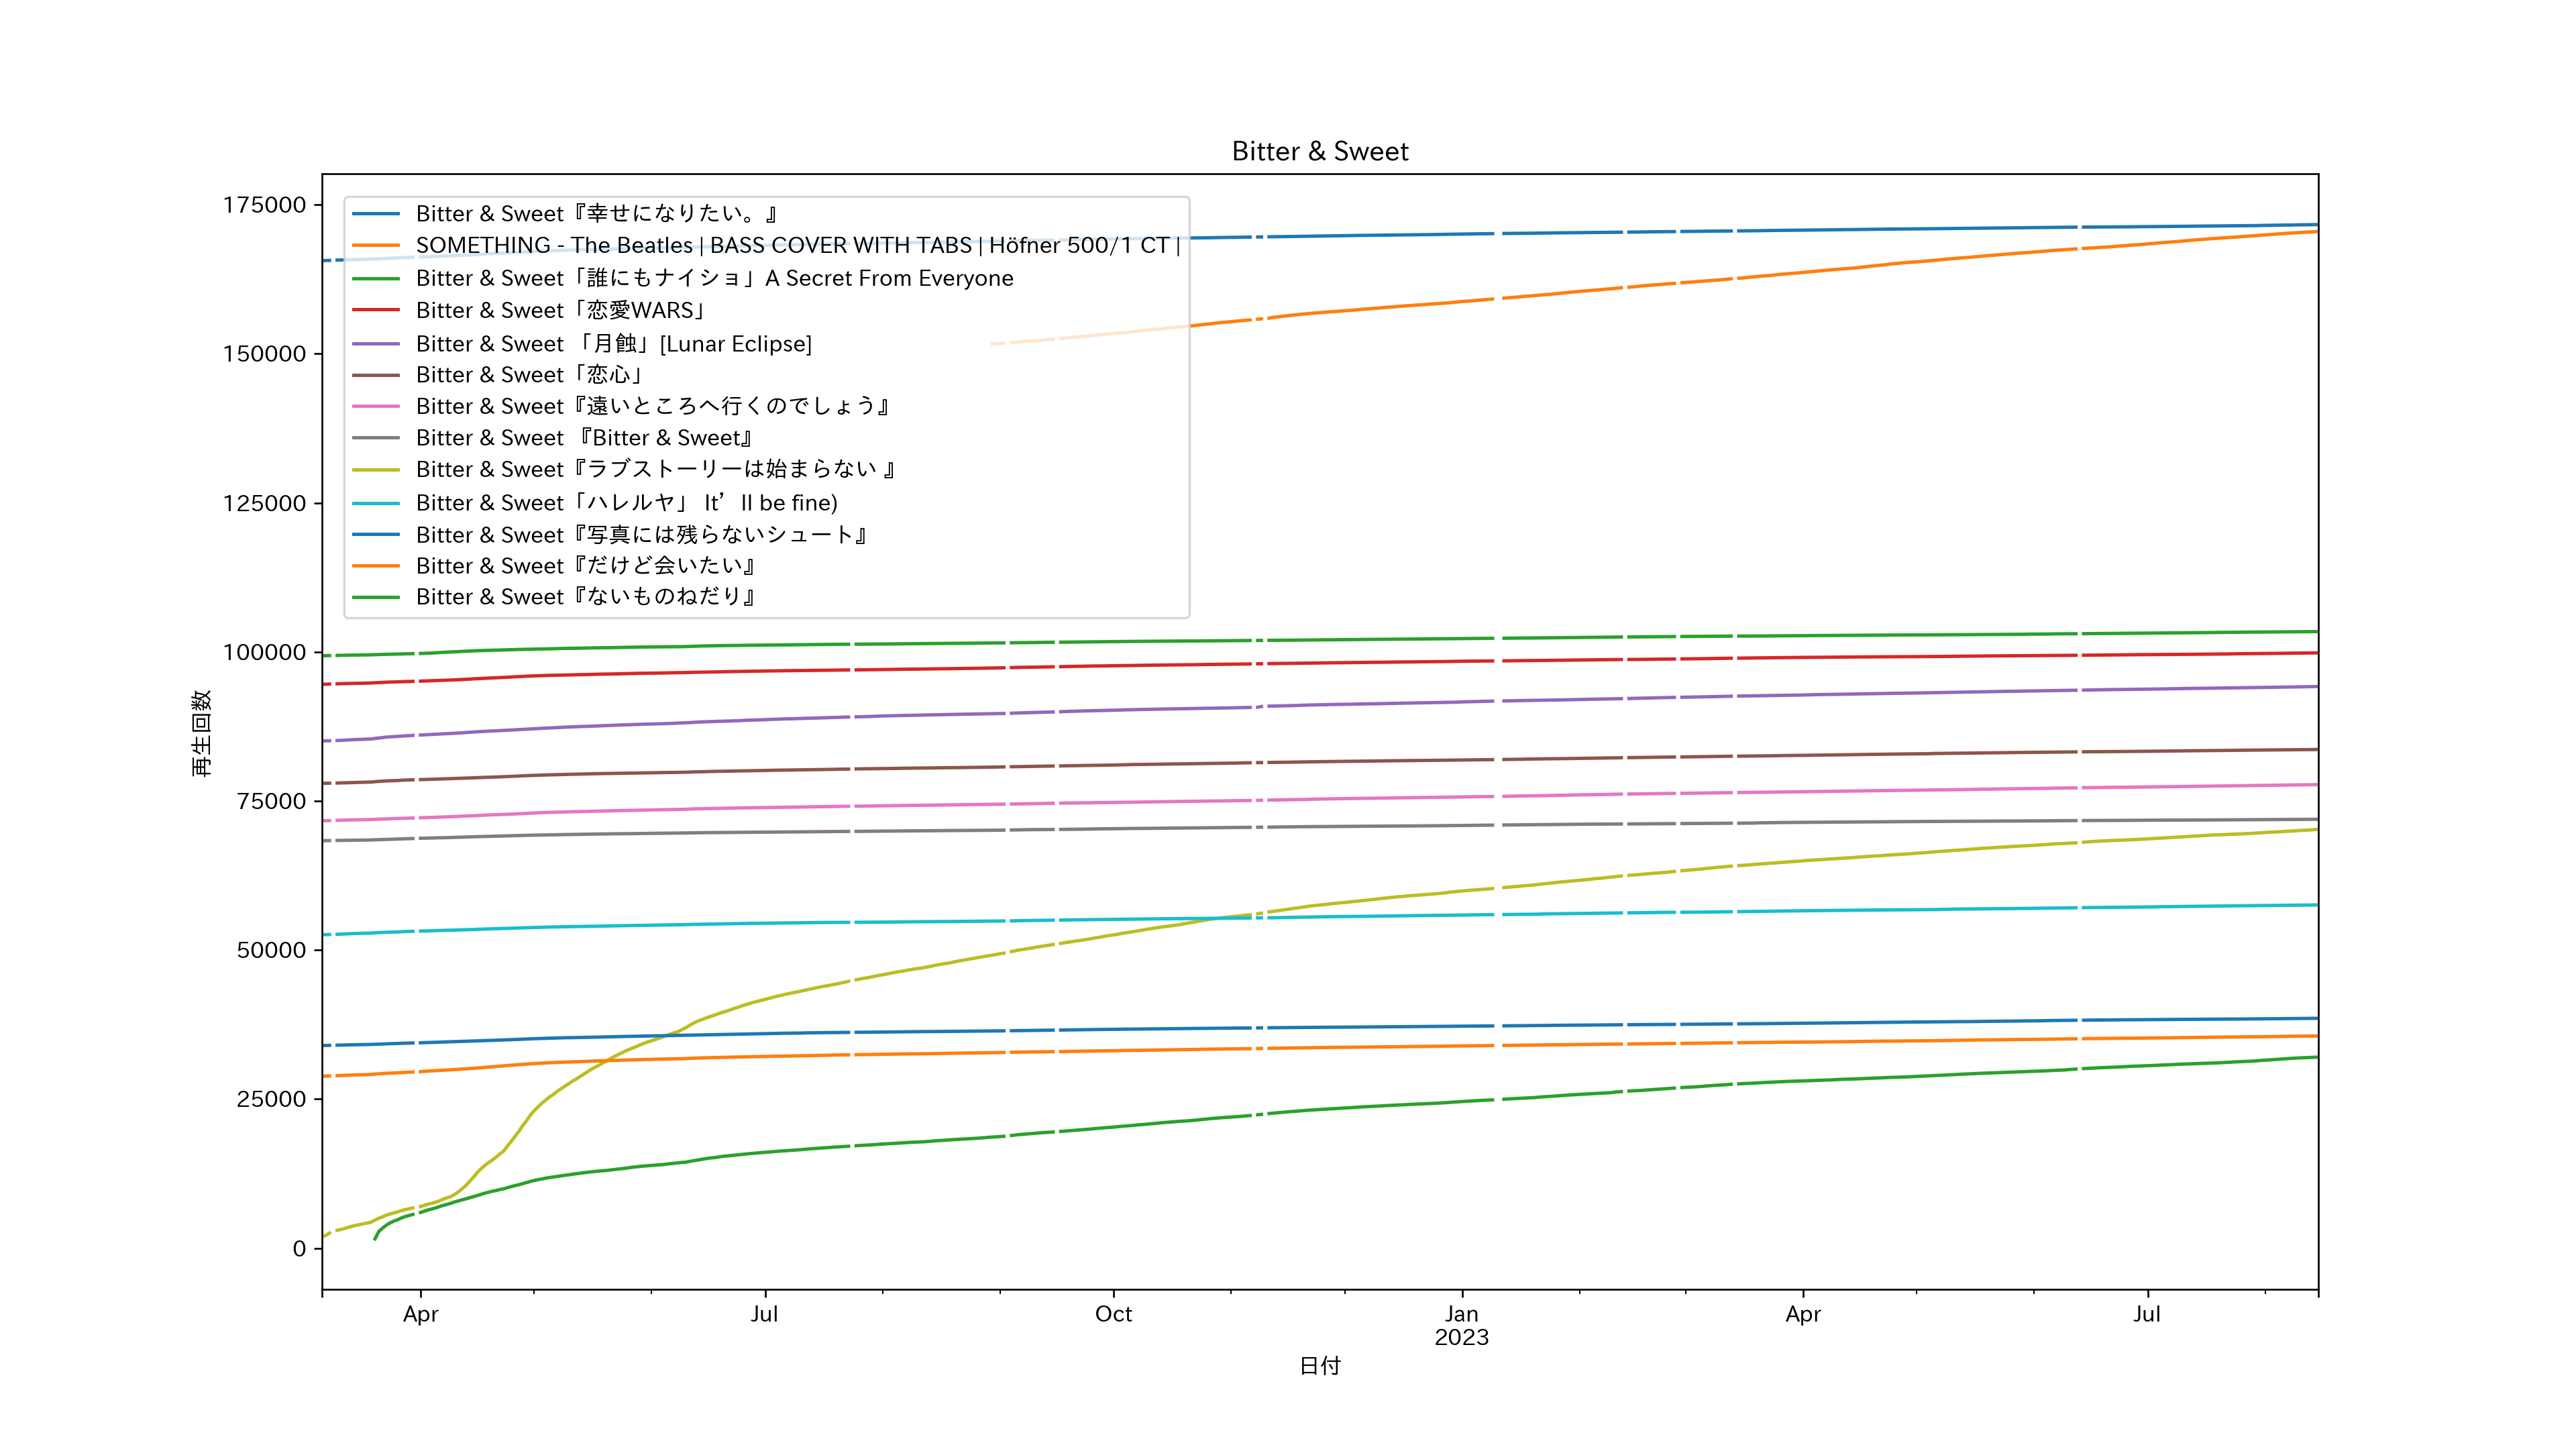 Bitter & Sweet
175000
150000
125000
100000
75000
50000
25000
0
再生回数
Bitter & Sweet『幸せになりたい。』
SOMETHING - The Beatles | BASS COVER WITH TABS | Höfner 500/1 CT |
Bitter & Sweet「誰にもナイショ」A Secret From Everyone
Bitter & Sweet「恋愛WARS」
Bitter & Sweet 「月蝕」[Lunar Eclipse]
Bitter & Sweet「恋心」
Bitter & Sweet『遠いところへ行くのでしょう』
Bitter & Sweet 『Bitter & Sweet』
Bitter & Sweet『ラブストーリーは始まらない 』
Bitter & Sweet「ハレルヤ」 It’ll be fine)
Bitter & Sweet『写真には残らないシュート』
Bitter & Sweet『だけど会いたい』
Bitter & Sweet『ないものねだり』
Apr Jul Oct Jan Apr Jul
2023
日付